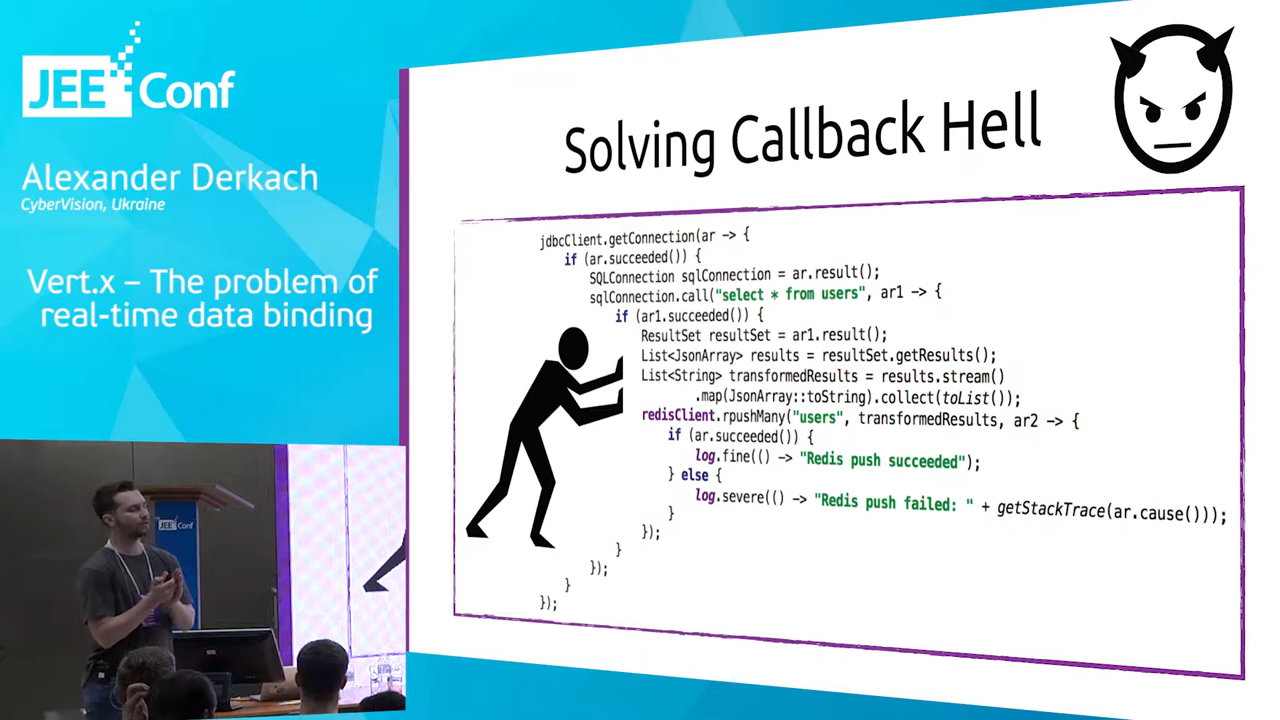 JEE Conf
Alexander Derkach
CyberVision, Ukraine
Vert.x – The problem of
real-time data binding
Solving Callback Hell
jdbcClient.getConnection(ar -> {
if (ar.succeeded()) {
SQLConnection sqlConnection = ar.result();
sqlConnection.call("select * from users", ar1 -> {
if (ar1.succeeded()) {
ResultSet resultSet = ar1.result();
List<JsonArray> results = resultSet.getResults();
List<String> transformedResults = results.stream()
.map(JsonArray::toString).collect(toList());
redisClient.rpushMany("users", transformedResults, ar2 -> {
if (ar.succeeded()) {
log.fine(() -> "Redis push succeeded");
} else {
log.severe(() -> "Redis push failed: " + getStackTrace(ar.cause()));
}
});
}
});
}
});
JEE Conf